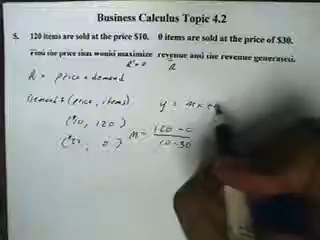 Business Calculus Topic 4.2
5. 120 items are sold at the price $10. 0 items are sold at the price of $30.
Find the price that would maximize revenue and the revenue generated.
R'=0 R
R = price × demand
Demand: (price, items) y = mx +
(10, 120) m = 120 - 0
( , 0) 10 - 30